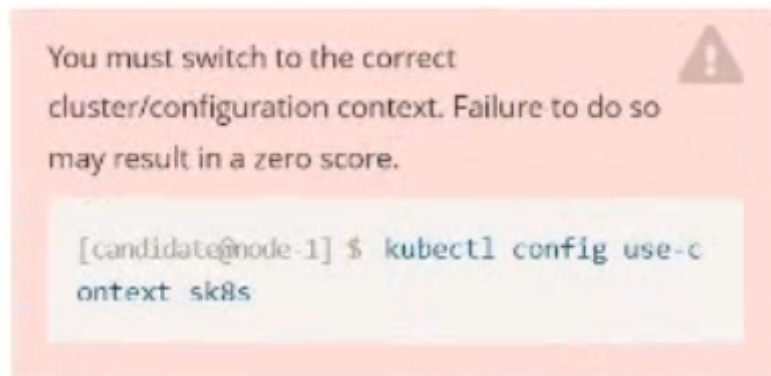 You must switch to the correct
cluster/configuration context. Failure to do so
may result in a zero score.
[candidate@node-1] $ kubectl config use-c
ontext sk8s